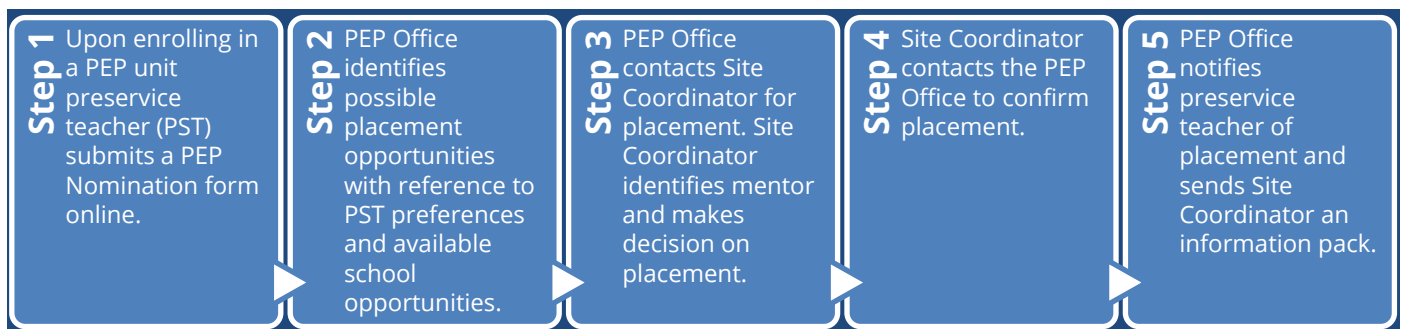 Step 1
Upon enrolling in
a PEP unit
preservice
teacher (PST)
submits a PEP
Nomination form
online.
Step 2
PEP Office
identifies
possible
placement
opportunities
with reference to
PST preferences
and available
school
opportunities.
Step 3
PEP Office
contacts Site
Coordinator for
placement. Site
Coordinator
identifies mentor
and makes
decision on
placement.
Step 4
Site Coordinator
contacts the PEP
Office to confirm
placement.
Step 5
PEP Office
notifies
preservice
teacher of
placement and
sends Site
Coordinator an
information pack.